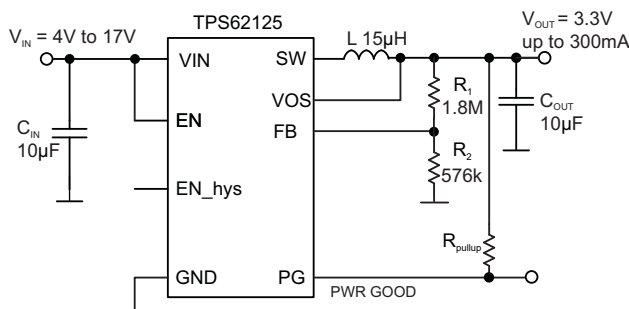 TPS62125
V_IN = 4V to 17V
V_OUT = 3.3V
up to 300mA
VIN
SW
L 15µH
VOS
R_1
1.8M
C_OUT
10µF
EN
FB
C_IN
10µF
R_2
576k
EN_hys
R_pullup
GND
PG
PWR GOOD